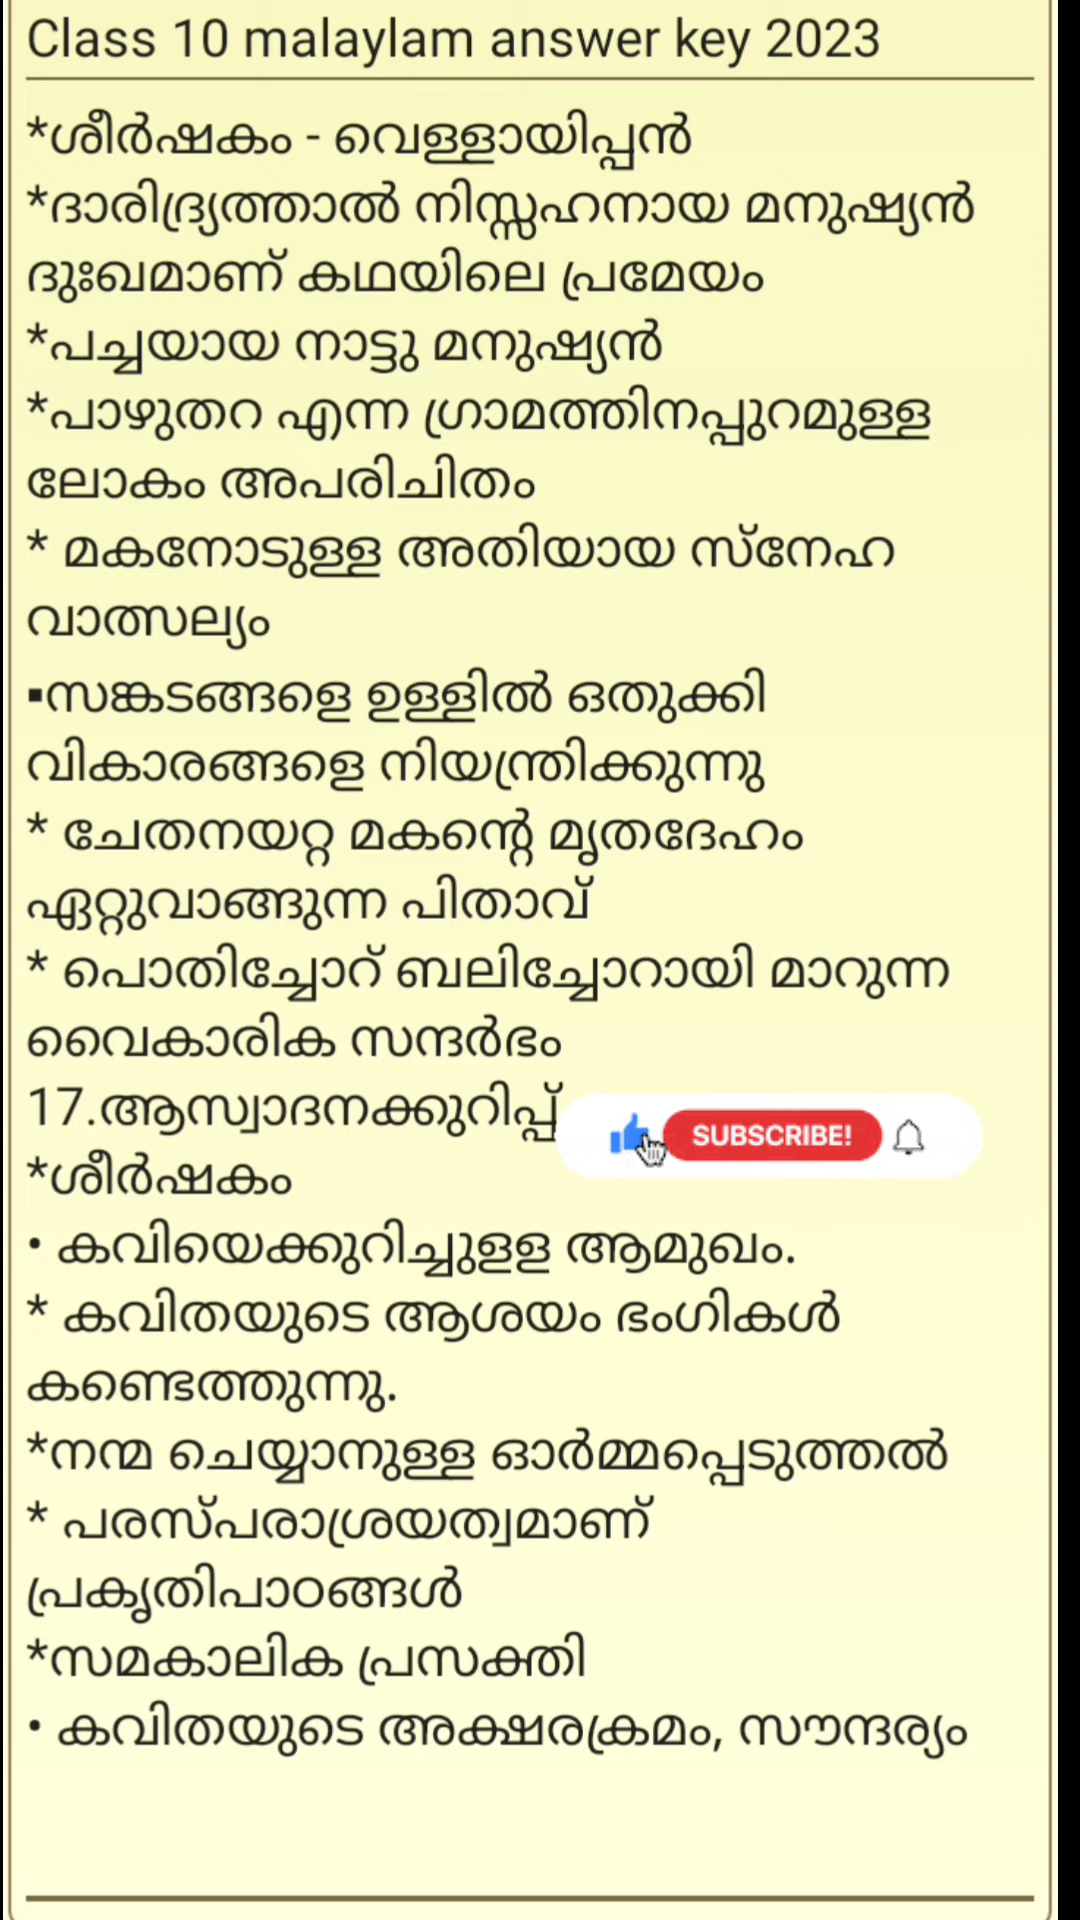 Class 10 malaylam answer key 2023
*ശീർഷകം - വെള്ളായിപ്പൻ
*ദാരിദ്ര്യത്താൽ നിസ്സഹനായ മനുഷ്യൻ
ദുഃഖമാണ് കഥയിലെ പ്രമേയം
*പച്ചയായ നാട്ടു മനുഷ്യൻ
*പാഴുതറ എന്ന ഗ്രാമത്തിനപ്പുറമുള്ള
ലോകം അപരിചിതം
* മകനോടുള്ള അതിയായ സ്നേഹ
വാത്സല്യം
▪സങ്കടങ്ങളെ ഉള്ളിൽ ഒതുക്കി
വികാരങ്ങളെ നിയന്ത്രിക്കുന്നു
* ചേതനയറ്റ മകന്റെ മൃതദേഹം
ഏറ്റുവാങ്ങുന്ന പിതാവ്
* പൊതിച്ചോറ് ബലിച്ചോറായി മാറുന്ന
വൈകാരിക സന്ദർഭം
17.ആസ്വാദനക്കുറിപ്പ്
SUBSCRIBE!
*ശീർഷകം
• കവിയെക്കുറിച്ചുളള ആമുഖം.
* കവിതയുടെ ആശയം ഭംഗികൾ
കണ്ടെത്തുന്നു.
*നന്മ ചെയ്യാനുള്ള ഓർമ്മപ്പെടുത്തൽ
* പരസ്പരാശ്രയത്വമാണ്
പ്രകൃതിപാഠങ്ങൾ
*സമകാലിക പ്രസക്തി
• കവിതയുടെ അക്ഷരക്രമം, സൗന്ദര്യം